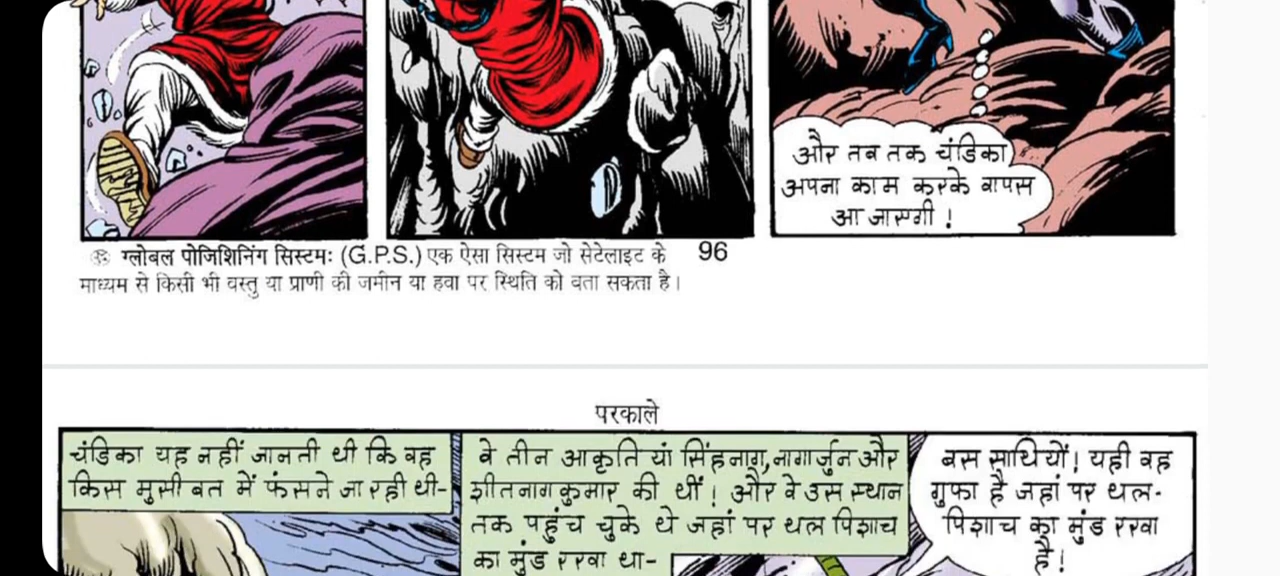 और तब तक चंडिका
अपना काम करके वापस
आ जाएगी !
ग्लोबल पोजिशिनिंग सिस्टमः (G.P.S.) एक ऐसा सिस्टम जो सेटेलाइट के
माध्यम से किसी भी वस्तु या प्राणी की जमीन या हवा पर स्थिति को बता सकता है।
96
परकाले
चंडिका यह नहीं जानती थी कि वह
किस मुसीबत में फंसने जा रही थी-
वे तीन आकृतियां सिंहनाग, नागार्जुन और
शीतनागकुमार की थीं! और वे उस स्थान
तक पहुंच चुके थे जहां पर थल पिशाच
का मुंड रखा था-
बस साथियों! यही वह
गुफा है जहां पर थल-
पिशाच का मुंड रखा
है!